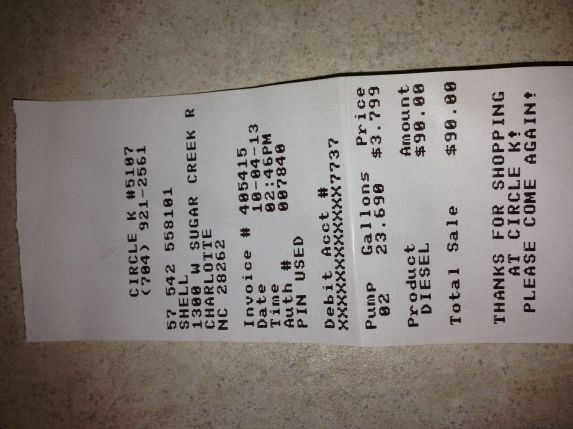 CIRCLE K #5107
(704) 921-2561
57 542 558101
SHELL
1300 W SUGAR CREEK R
CHARLOTTE
NC 28262
Invoice # 405415
Date 10-04-13
Time 02:46PM
Auth # 007840
PIN USED
Debit Acct #
XXXXXXXXXXXX7737
Pump Gallons Price
02 23.690 $3.799
Product Amount
DIESEL $90.00
Total Sale $90.00
THANKS FOR SHOPPING
AT CIRCLE K!
PLEASE COME AGAIN!